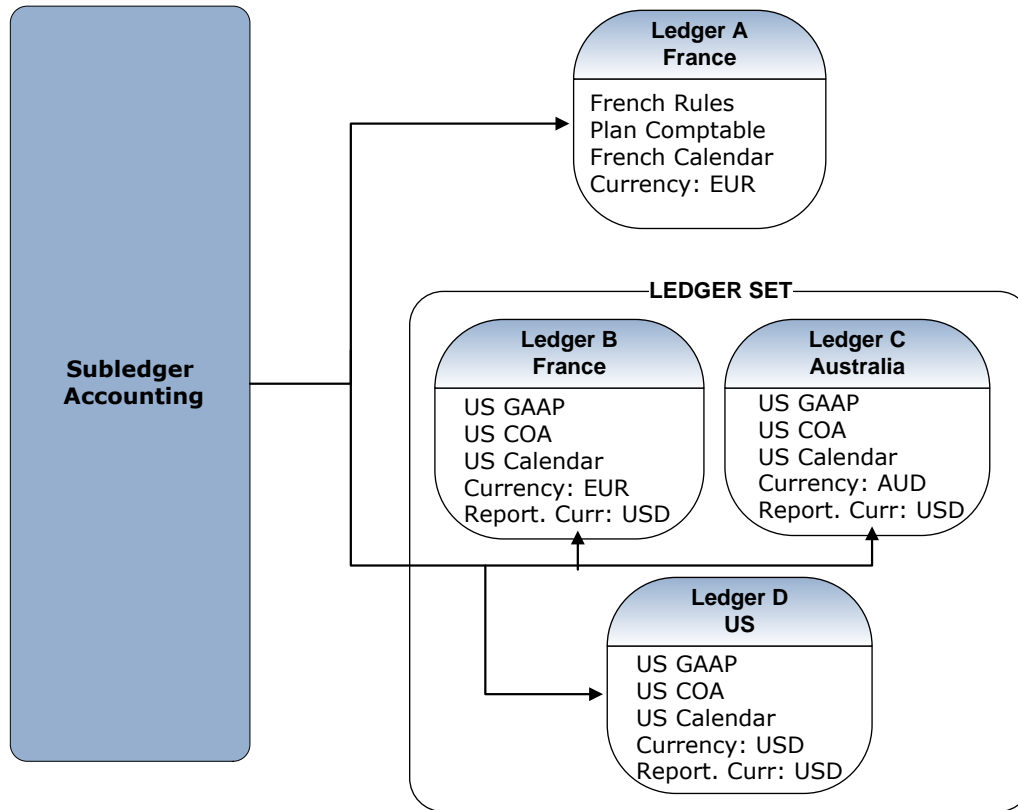 Subledger
Accounting
Ledger A
France
French Rules
Plan Comptable
French Calendar
Currency: EUR
LEDGER SET
Ledger B
France
US GAAP
US COA
US Calendar
Currency: EUR
Report. Curr: USD
Ledger C
Australia
US GAAP
US COA
US Calendar
Currency: AUD
Report. Curr: USD
Ledger D
US
US GAAP
US COA
US Calendar
Currency: USD
Report. Curr: USD